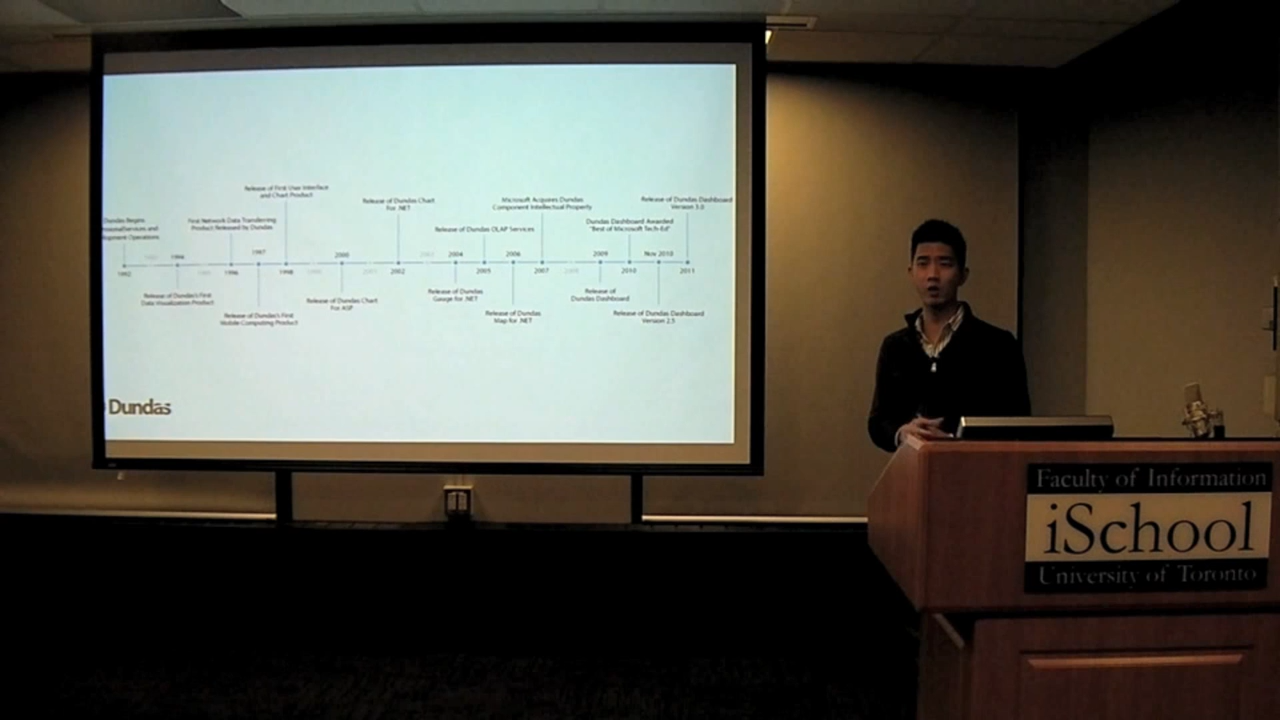 Release of First User Interface
and Chart Product
Release of Dundas Chart
For .NET
Microsoft Acquires Dundas
Component Intellectual Property
Release of Dundas Dashboard
Version 3.0
Dundas Begins
and
Operations
First Network Data Transferring
Product Released by Dundas
Release of Dundas OLAP Services
Dundas Dashboard Awarded
"Best of Microsoft Tech-Ed"
1994
1997
2000
2004
2006
2009
Nov 2010
1992
1996
1998
2002
2005
2007
2010
2011
Release of Dundas's First
Data Visualization Product
Release of Dundas's First
Mobile Computing Product
Release of Dundas Chart
For ASP
Release of Dundas
Gauge for .NET
Release of Dundas
Map for .NET
Release of
Dundas Dashboard
Release of Dundas Dashboard
Version 2.5
Dundas
Faculty of Information
iSchool
University of Toronto